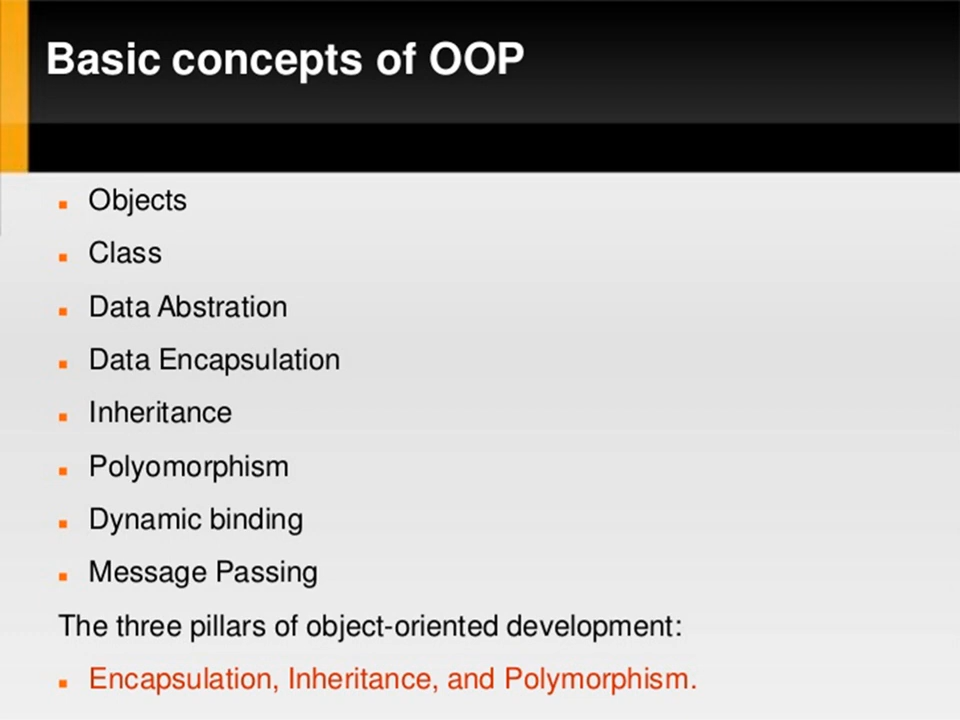 Basic concepts of OOP
Objects
Class
Data Abstration
Data Encapsulation
Inheritance
Polyomorphism
Dynamic binding
Message Passing
The three pillars of object-oriented development:
Encapsulation, Inheritance, and Polymorphism.